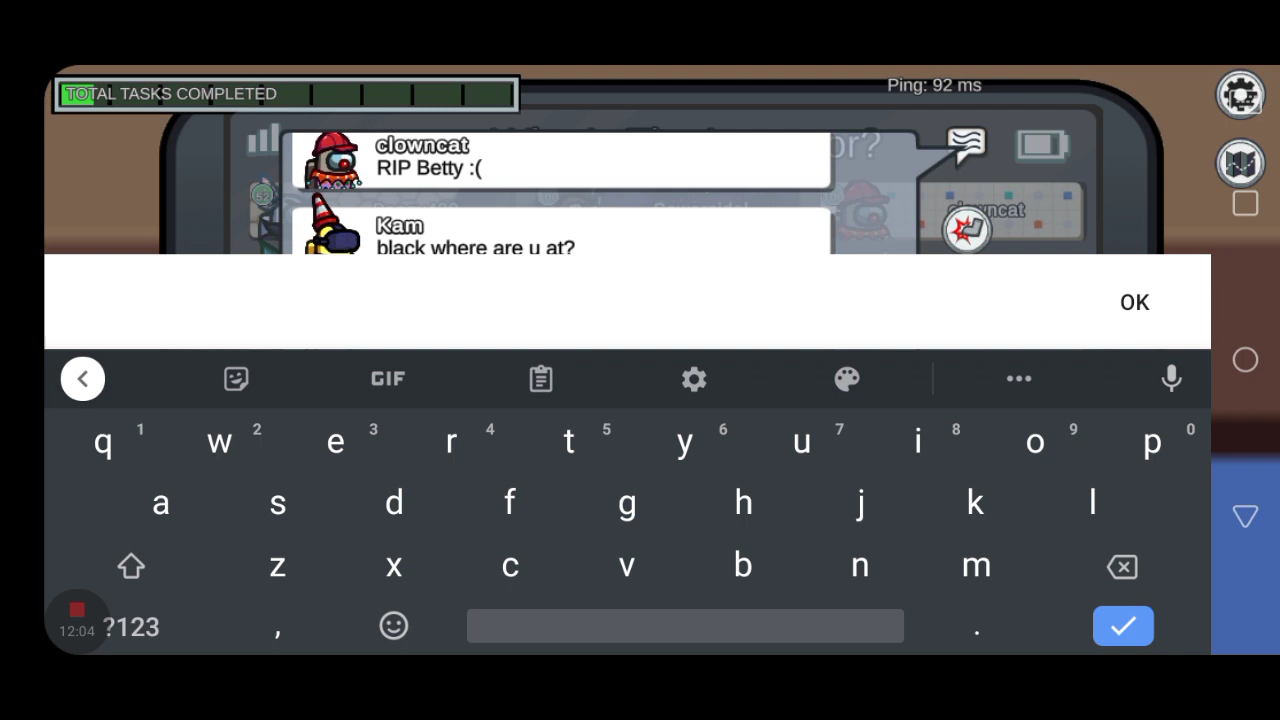 TOTAL TASKS COMPLETED
Ping: 92 ms
or?
clowncat
RIP Betty :(
clowncat
Kam
black where are u at?
OK
GIF
q 1 w 2 e 3 r 4 t 5 y 6 u 7 i 8 o 9 p 0
a s d f g h j k l
z x c v b n m
12:04 ?123 , .